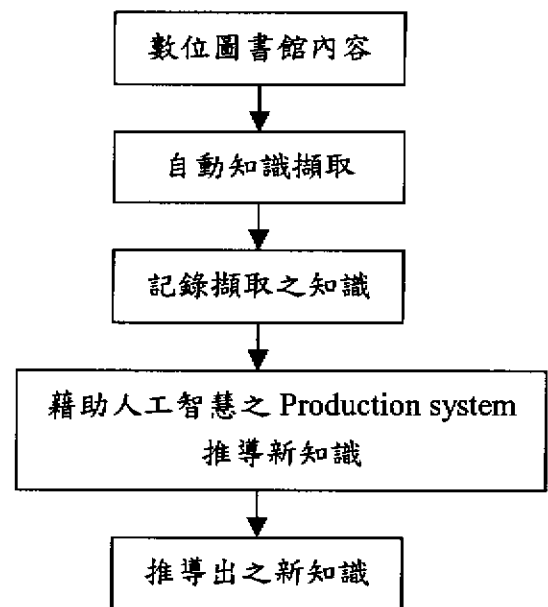 數位圖書館內容
自動知識擷取
記錄擷取之知識
藉助人工智慧之 Production system
推導新知識
推導出之新知識